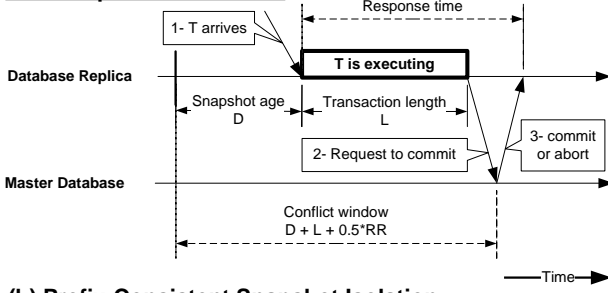 Response time
1- T arrives
T is executing
Database Replica
Snapshot age
D
Transaction length
L
2- Request to commit
3- commit
or abort
Master Database
Conflict window
D + L + 0.5*RR
Time